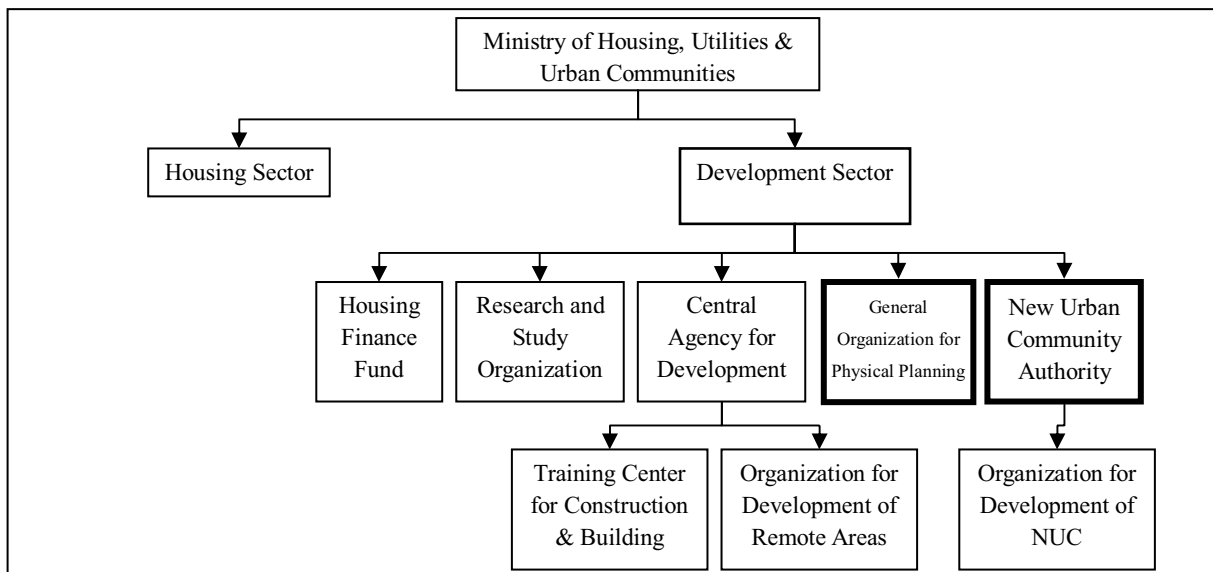 Ministry of Housing, Utilities &
Urban Communities
Housing Sector
Development Sector
Housing
Finance
Fund
Research and
Study
Organization
Central
Agency for
Development
General
Organization for
Physical Planning
New Urban
Community
Authority
Training Center
for Construction
& Building
Organization for
Development of
Remote Areas
Organization for
Development of
NUC